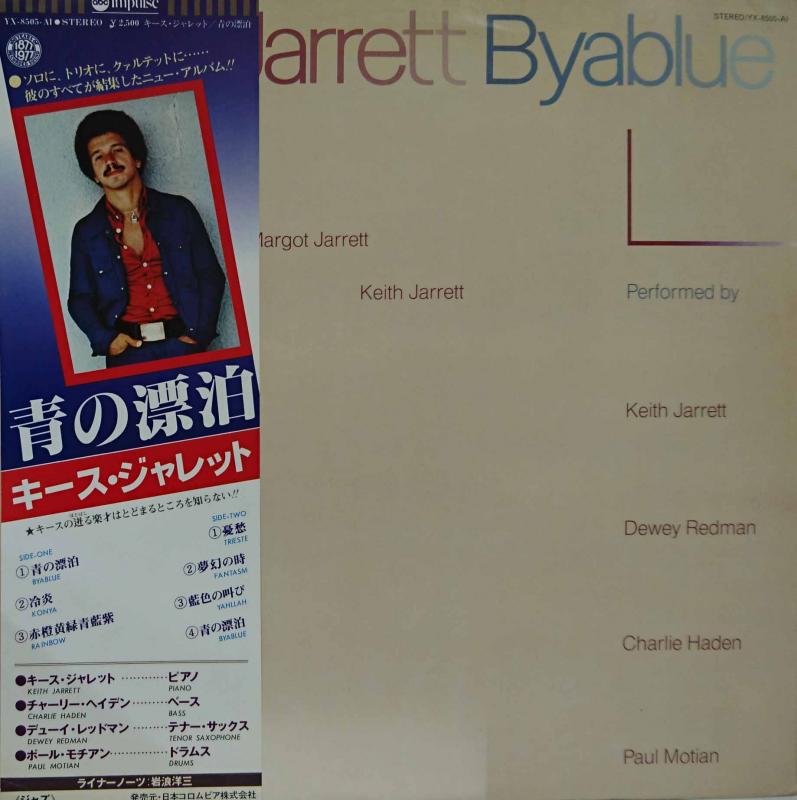 abc impulse
YX-8505-AI●STEREO ¥2,500 キース・ジャレット／青の漂泊
1877
1977
●ソロに、トリオに、クァルテットに……
彼のすべてが結集したニュー・アルバム!!
青の漂泊
キース・ジャレット
★キースの迸る楽才はとどまるところを知らない!!
ほとばし
SIDE-ONE
①青の漂泊
BYABLUE
②冷炎
KONYA
③赤橙黄緑青藍紫
RAINBOW
SIDE-TWO
①憂愁
TRIESTE
②夢幻の時
FANTASM
③藍色の叫び
YAHLLAH
④青の漂泊
BYABLUE
●キース・ジャレット…………ピアノ
KEITH JARRETT PIANO
●チャーリー・ヘイデン………ベース
CHARLIE HADEN BASS
●デューイ・レッドマン………テナー・サックス
DEWEY REDMAN TENOR SAXOPHONE
●ポール・モチアン……………ドラムス
PAUL MOTIAN DRUMS
ライナーノーツ：岩浪洋三
《ジャズ》 発売元・日本コロムビア株式会社
STEREO/YX-8505-AI
Jarrett Byablue
Margot Jarrett
Keith Jarrett
Performed by
Keith Jarrett
Dewey Redman
Charlie Haden
Paul Motian